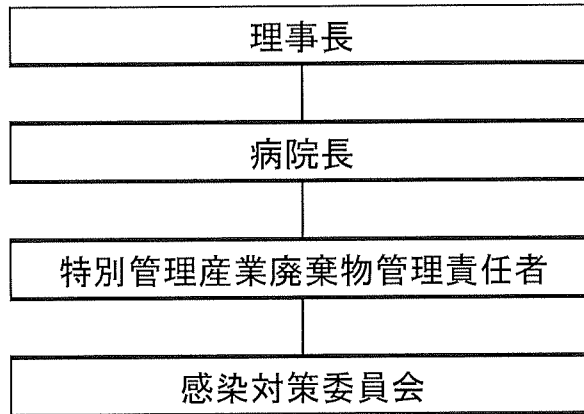 理事長
病院長
特別管理産業廃棄物管理責任者
感染対策委員会